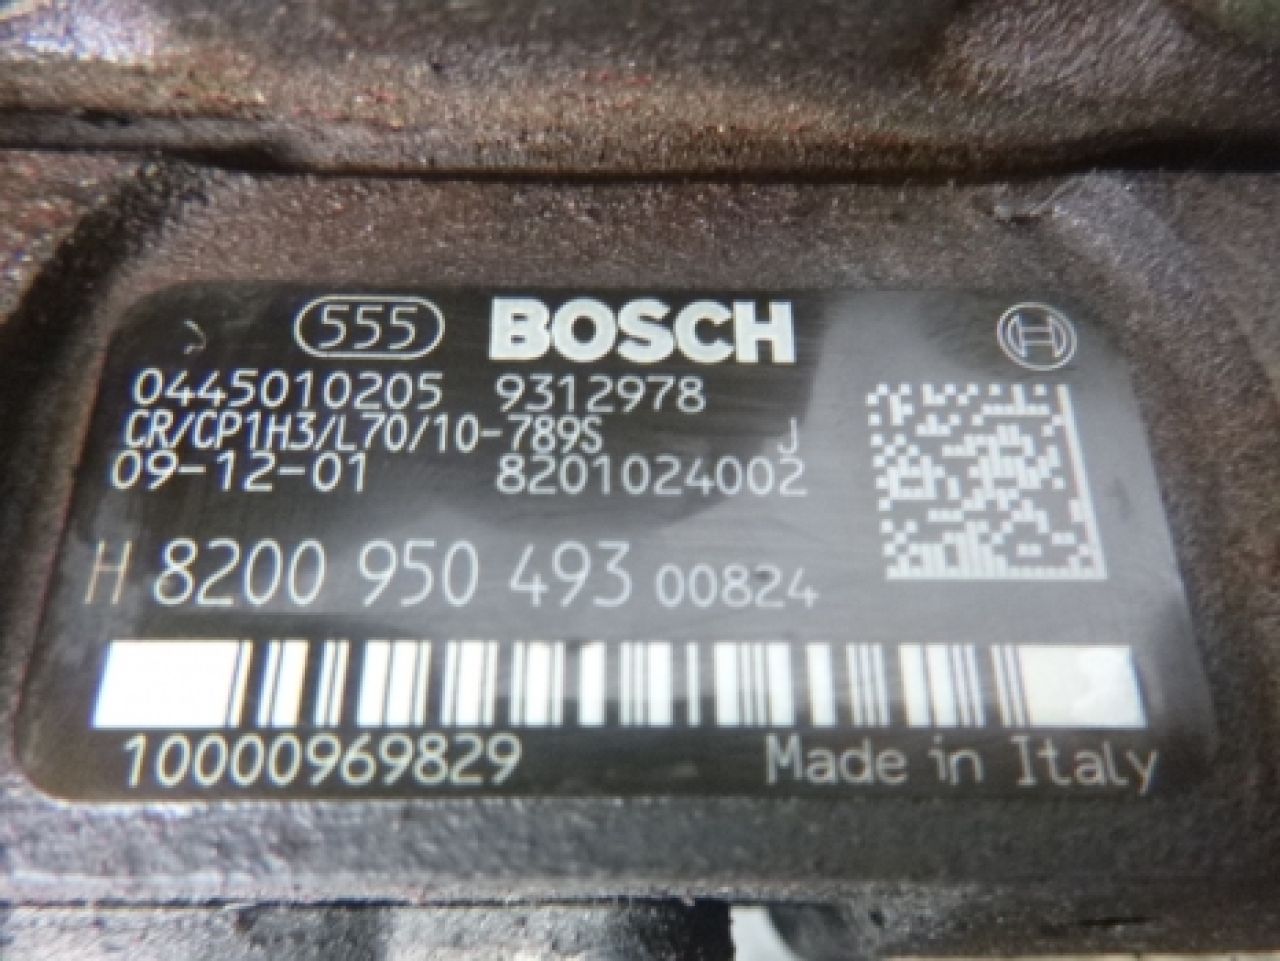 555 BOSCH
0445010205 9312978
CR/CP1H3/L70/10-789S J
09-12-01 8201024002
H 8200 950 493 00824
10000969829 Made in Italy